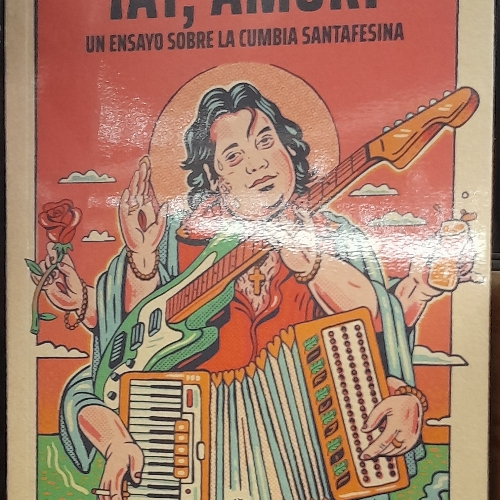 ¡AY, AMOR!
UN ENSAYO SOBRE LA CUMBIA SANTAFESINA